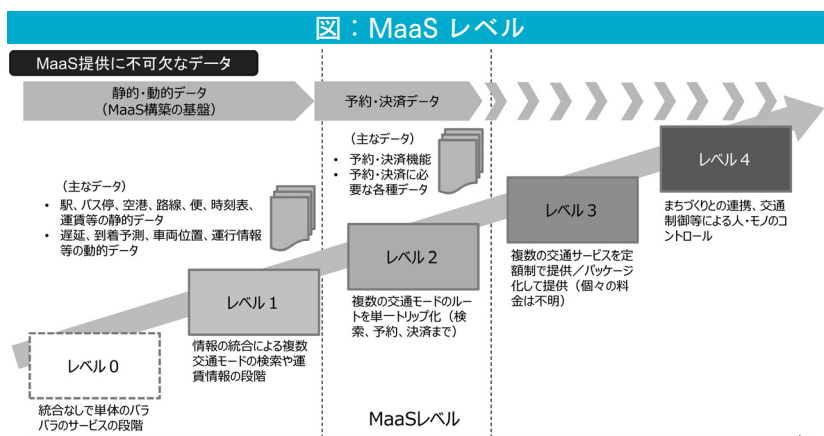 図：MaaS レベル
MaaS提供に不可欠なデータ
静的・動的データ
（MaaS構築の基盤）
予約・決済データ
（主なデータ）
• 駅、バス停、空港、路線、便、時刻表、
運賃等の静的データ
• 遅延、到着予測、車両位置、運行情報
等の動的データ
（主なデータ）
• 予約・決済機能
• 予約・決済に必
要な各種データ
レベル０
統合なしで単体のバラ
バラのサービスの段階
レベル１
情報の統合による複数
交通モードの検索や運
賃情報の段階
レベル２
複数の交通モードのルー
トを単一トリップ化（検
索、予約、決済まで）
レベル３
複数の交通サービスを定
額制で提供／パッケージ
化して提供（個々の料
金は不明）
レベル４
まちづくりとの連携、交通
制御等による人・モノのコ
ントロール
MaaSレベル